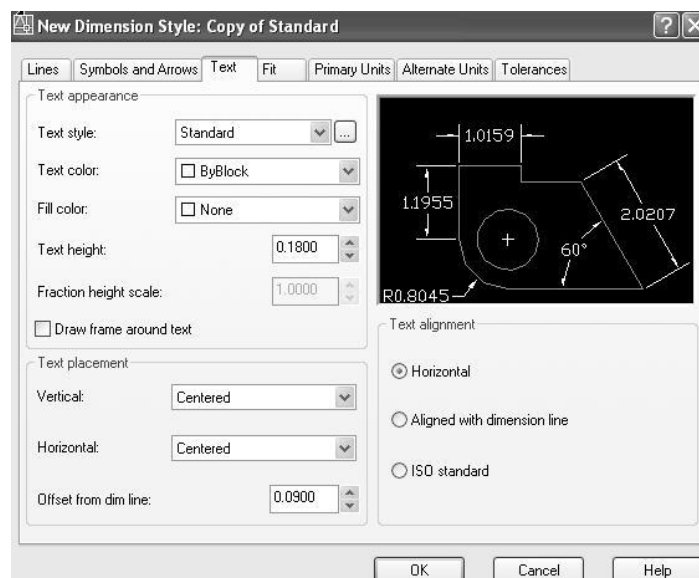 New Dimension Style: Copy of Standard
Lines Symbols and Arrows Text Fit Primary Units Alternate Units Tolerances
Text appearance
Text style: Standard ...
Text color: ByBlock
Fill color: None
Text height: 0.1800
Fraction height scale: 1.0000
Draw frame around text
Text placement
Vertical: Centered
Horizontal: Centered
Offset from dim line: 0.0900
1.0159
1.1955
2.0207
60°
R0.8045
Text alignment
Horizontal
Aligned with dimension line
ISO standard
OK Cancel Help